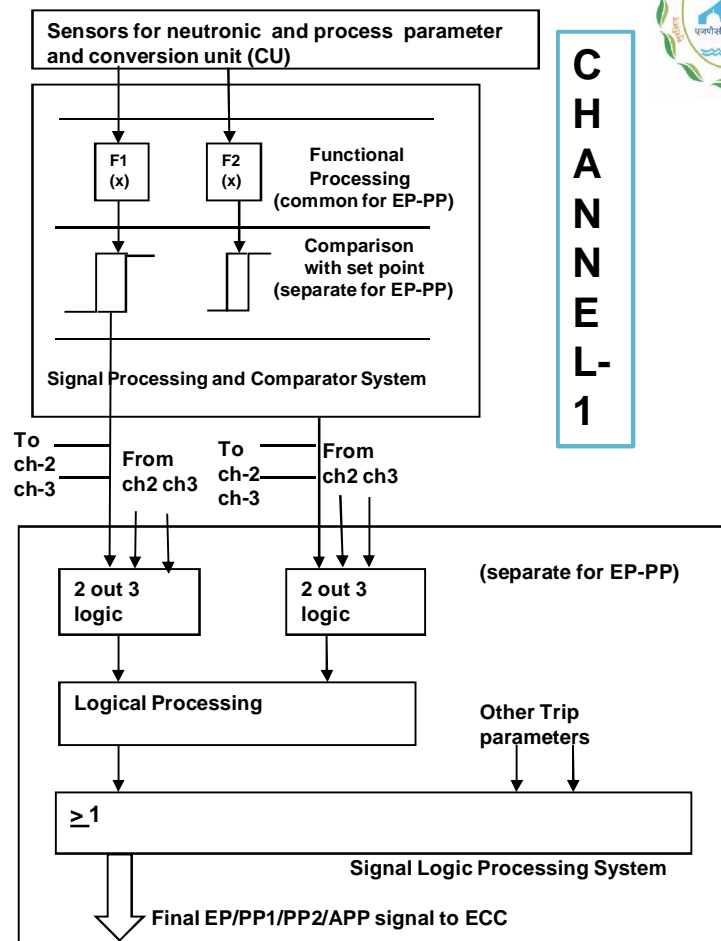 Sensors for neutronic and process parameter
and conversion unit (CU)
C
H
A
N
N
E
L-
1
F1
(x)
F2
(x)
Functional
Processing
(common for EP-PP)
Comparison
with set point
(separate for EP-PP)
Signal Processing and Comparator System
To
ch-2
ch-3
From
ch2 ch3
To
ch-2
ch-3
From
ch2 ch3
2 out 3
logic
2 out 3
logic
(separate for EP-PP)
Logical Processing
Other Trip
parameters
≥ 1
Signal Logic Processing System
Final EP/PP1/PP2/APP signal to ECC